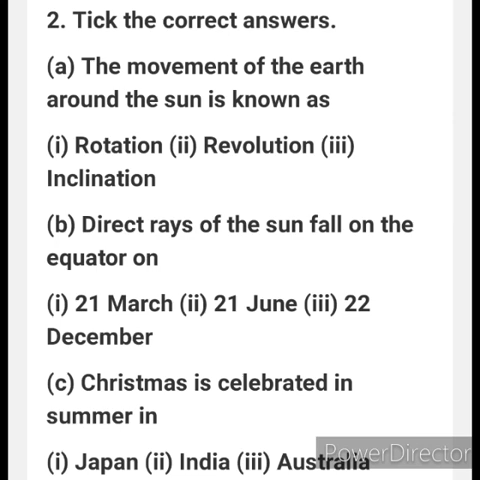 2. Tick the correct answers.
(a) The movement of the earth
around the sun is known as
(i) Rotation (ii) Revolution (iii)
Inclination
(b) Direct rays of the sun fall on the
equator on
(i) 21 March (ii) 21 June (iii) 22
December
(c) Christmas is celebrated in
summer in
(i) Japan (ii) India (iii) Australia
PowerDirector